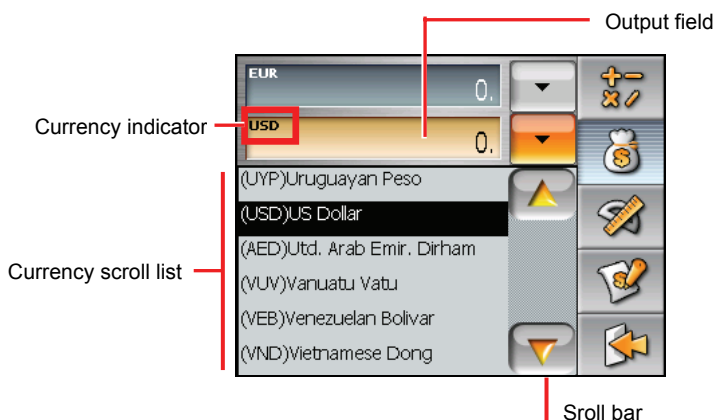 Output field
EUR
0.
Currency indicator
USD
0.
(UYP)Uruguayan Peso
(USD)US Dollar
(AED)Utd. Arab Emir. Dirham
Currency scroll list
(VUV)Vanuatu Vatu
(VEB)Venezuelan Bolivar
(VND)Vietnamese Dong
Sroll bar